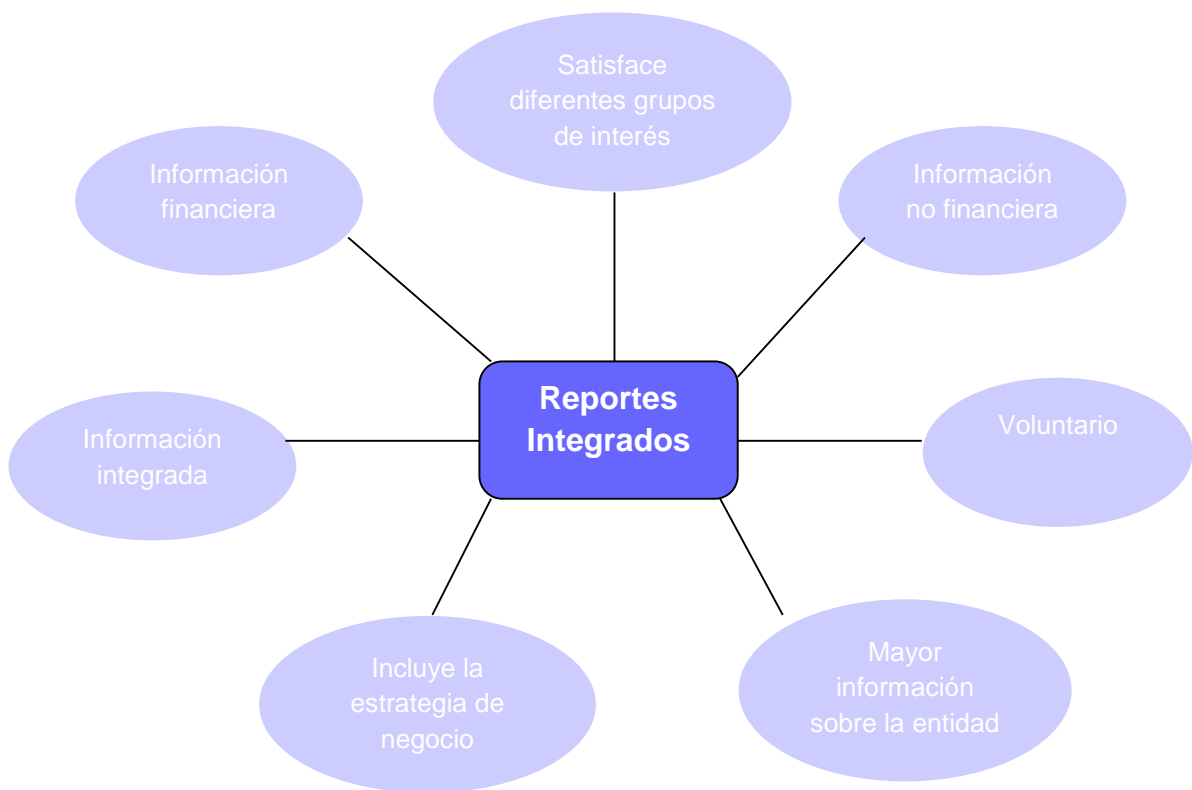 Satisface
diferentes grupos
de interés
Información
financiera
Información
no financiera
Reportes
Integrados
Información
integrada
Voluntario
Incluye la
estrategia de
negocio
Mayor
información
sobre la entidad